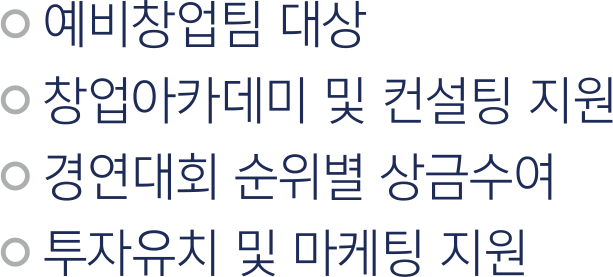 예비창업팀 대상
창업아카데미 및 컨설팅 지원
경연대회 순위별 상금수여
투자유치 및 마케팅 지원